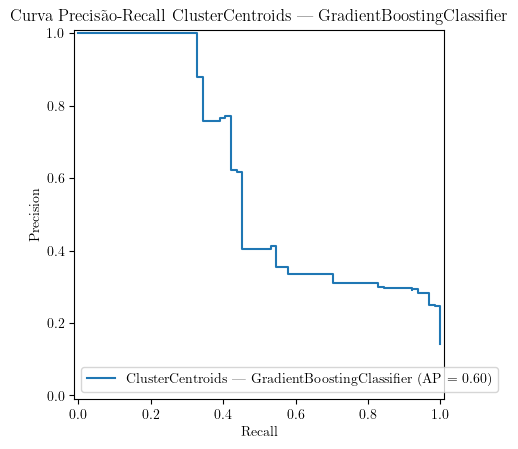 Curva Precisão-Recall ClusterCentroids — GradientBoostingClassifier
1.0
0.8
0.6
0.4
0.2
0.0
Precision
ClusterCentroids — GradientBoostingClassifier (AP = 0.60)
0.0 0.2 0.4 0.6 0.8 1.0
Recall